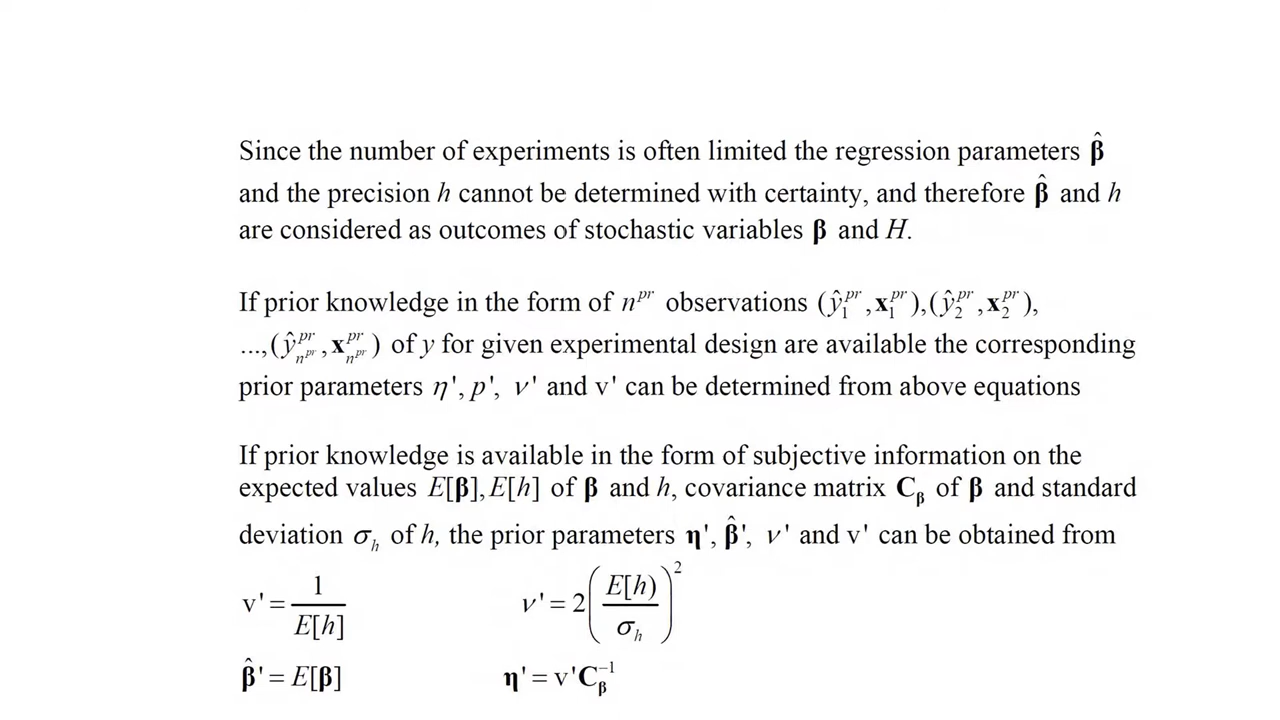 Since the number of experiments is often limited the regression parameters β̂
and the precision h cannot be determined with certainty, and therefore β̂ and h
are considered as outcomes of stochastic variables β and H.
If prior knowledge in the form of n^{pr} observations (ŷ_1^{pr}, x_1^{pr}),(ŷ_2^{pr}, x_2^{pr}),
...,(ŷ_{n^{pr}}^{pr}, x_{n^{pr}}^{pr}) of y for given experimental design are available the corresponding
prior parameters η', p', ν' and v' can be determined from above equations
If prior knowledge is available in the form of subjective information on the
expected values E[β], E[h] of β and h, covariance matrix C_β of β and standard
deviation σ_h of h, the prior parameters η', β̂', ν' and v' can be obtained from
v' = 1 / E[h]    ν' = 2 (E[h) / σ_h)^2
β̂' = E[β]    η' = v' C_β^{-1}